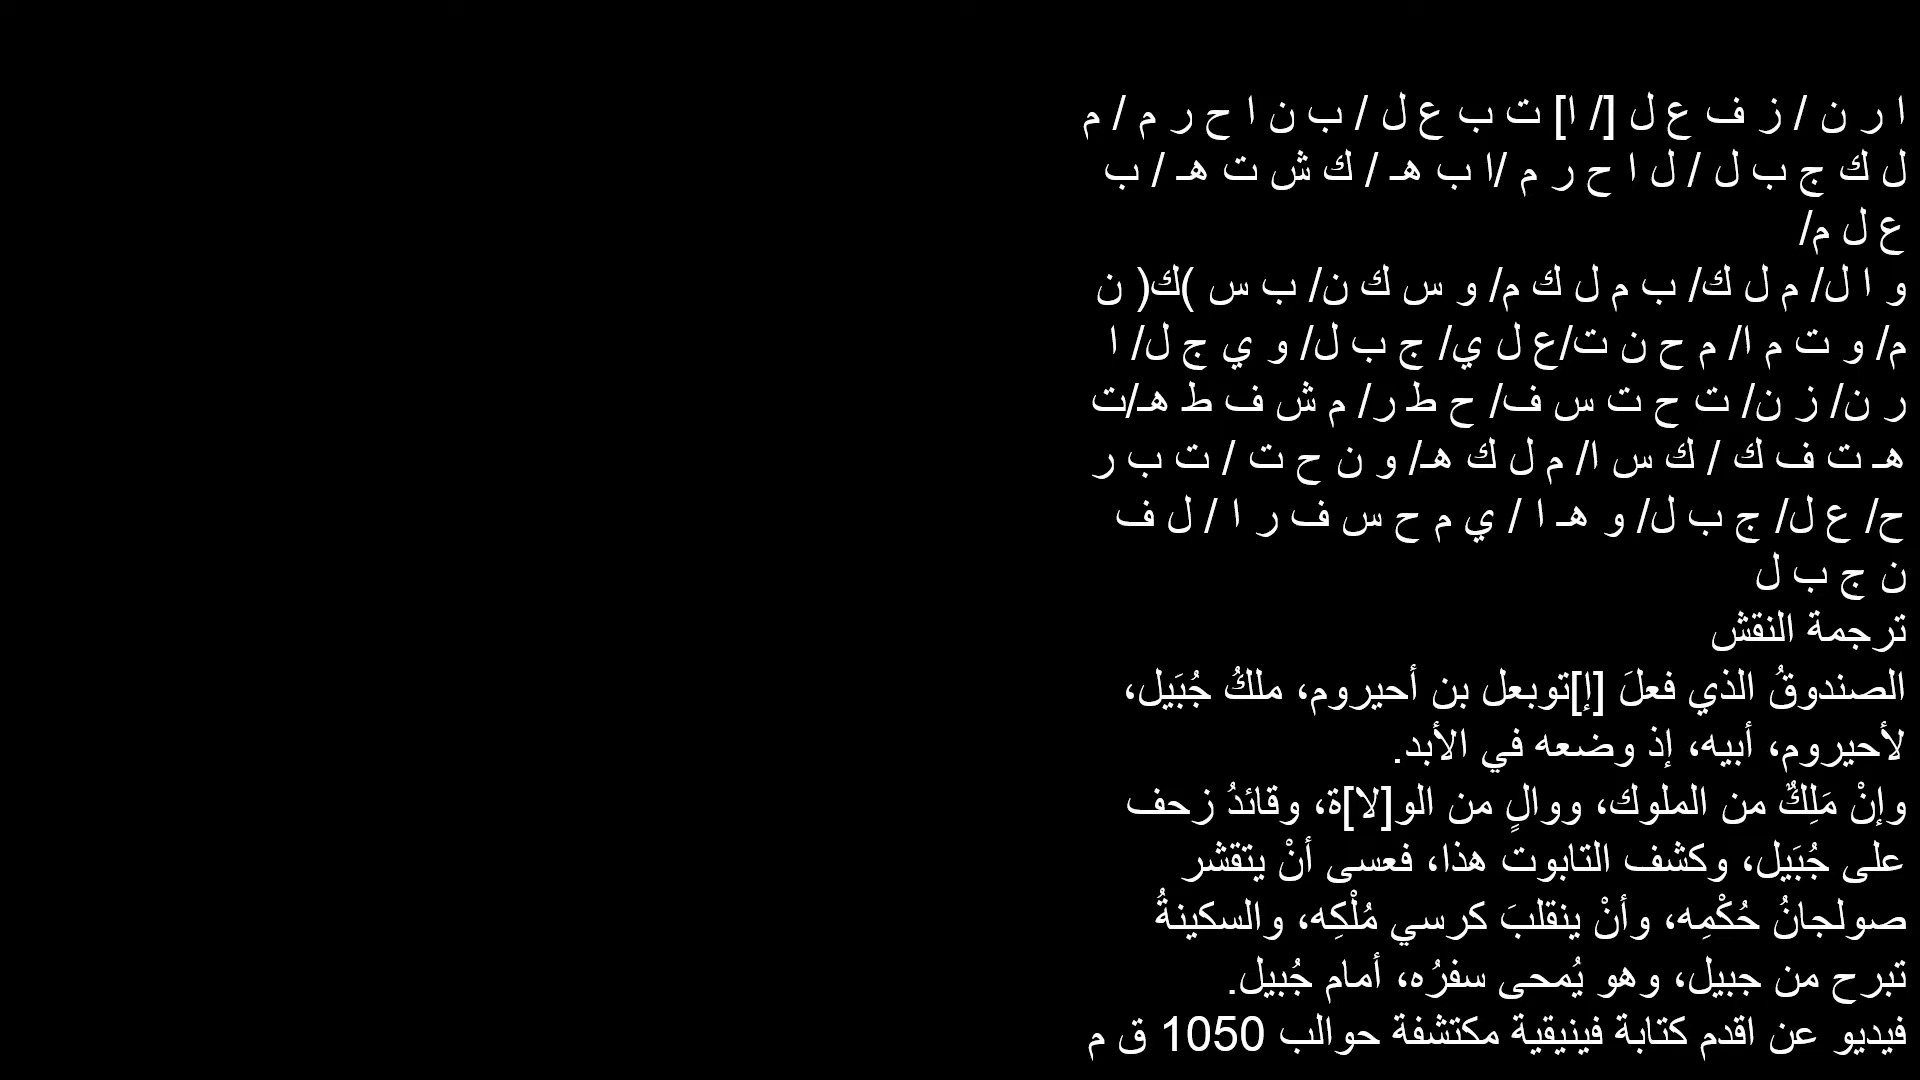 ا ر ن / ز ف ع ل [/ ا] ت ب ع ل / ب ن ا ح ر م / م
ل ك ج ب ل / ل ا ح ر م /ا ب هـ / ك ش ت هـ / ب
ع ل م/
و ا ل/ م ل ك/ ب م ل ك م/ و س ك ن/ ب س )ك( ن
م/ و ت م ا/ م ح ن ت/ع ل ي/ ج ب ل/ و ي ج ل/ ا
ر ن/ ز ن/ ت ح ت س ف/ ح ط ر/ م ش ف ط هـ/ت
هـ ت ف ك / ك س ا/ م ل ك هـ/ و ن ح ت / ت ب ر
ح/ ع ل/ ج ب ل/ و هـ ا / ي م ح س ف ر ا / ل ف
ن ج ب ل
ترجمة النقش
الصندوقُ الذي فعلَ [إ]توبعل بن أحيروم، ملكُ جُبَيل،
لأحيروم، أبيه، إذ وضعه في الأبد.
وإنْ مَلِكٌ من الملوك، ووالٍ من الو[لا]ة، وقائدُ زحف
على جُبَيل، وكشف التابوت هذا، فعسى أنْ يتقشر
صولجانُ حُكْمِه، وأنْ ينقلبَ كرسي مُلْكِه، والسكينةُ
تبرح من جبيل، وهو يُمحى سفرُه، أمام جُبيل.
فيديو عن اقدم كتابة فينيقية مكتشفة حوالب 1050 ق م